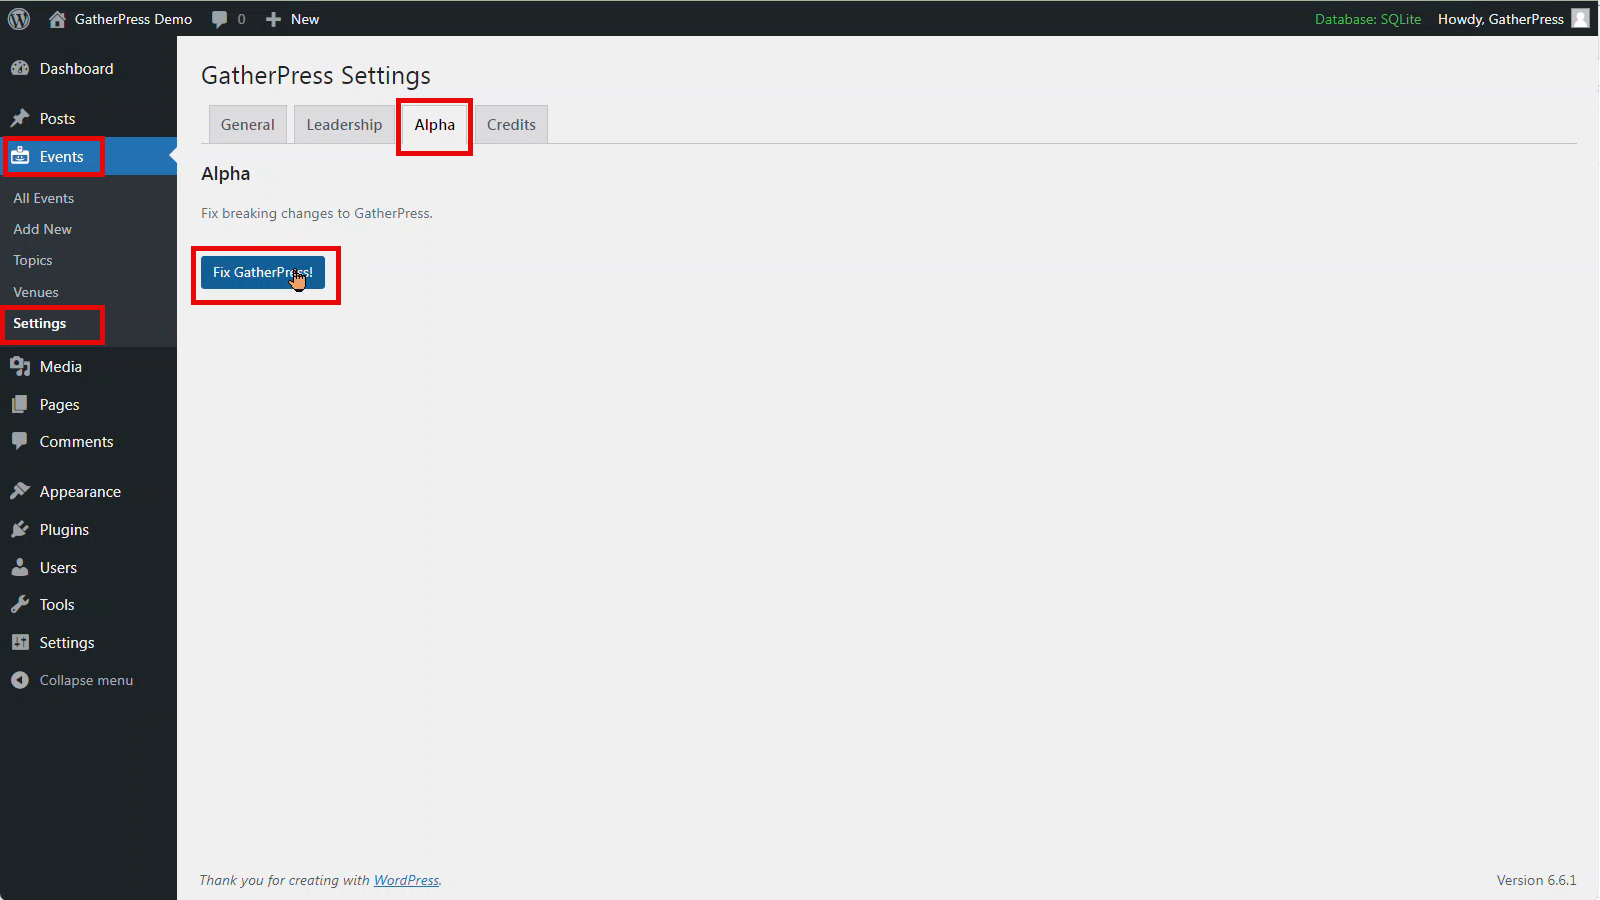 GatherPress Demo 0 New Database: SQLite Howdy, GatherPress
Dashboard
Posts
Events
All Events
Add New
Topics
Venues
Settings
Media
Pages
Comments
Appearance
Plugins
Users
Tools
Settings
Collapse menu
GatherPress Settings
General Leadership Alpha Credits
Alpha
Fix breaking changes to GatherPress.
Fix GatherPress!
Thank you for creating with WordPress. Version 6.6.1